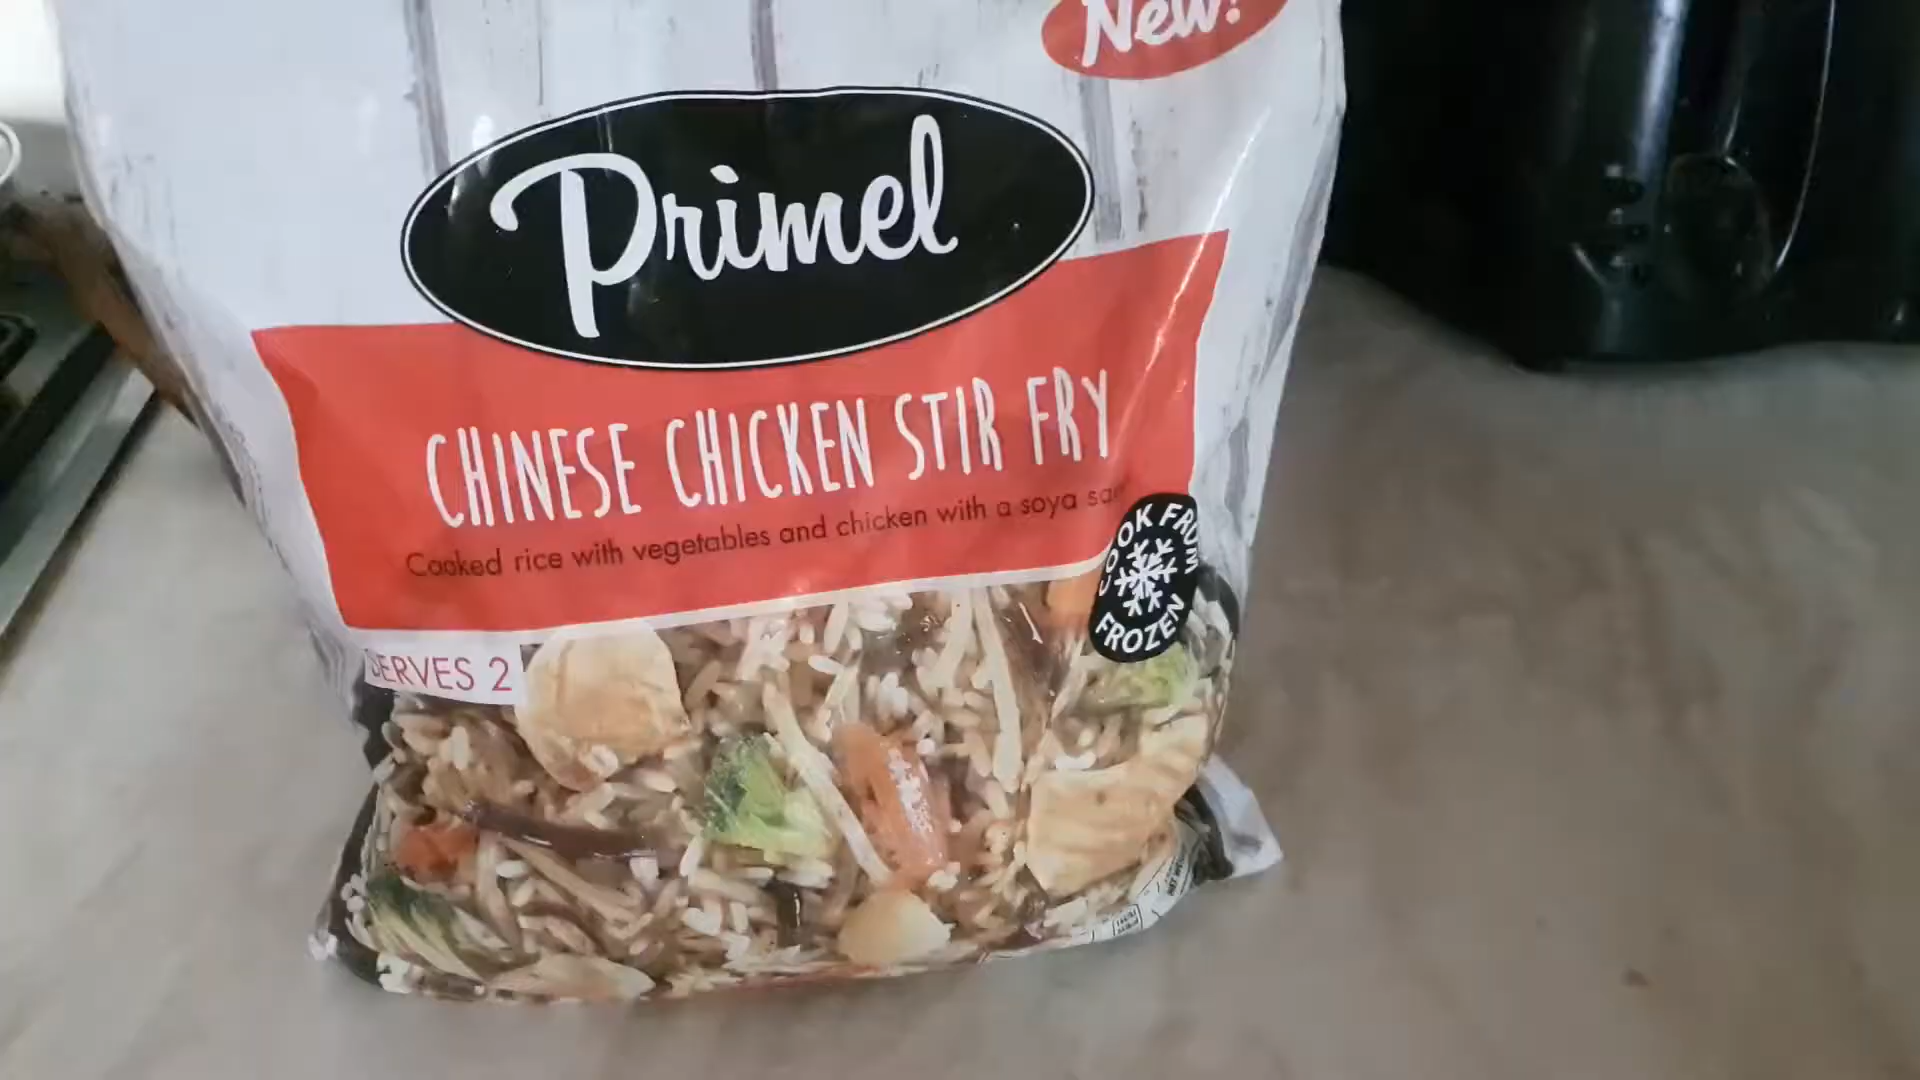 New!
Primel
CHINESE CHICKEN STIR FRY
Cooked rice with vegetables and chicken with a soya
COOK FROM
FROZEN
SERVES 2